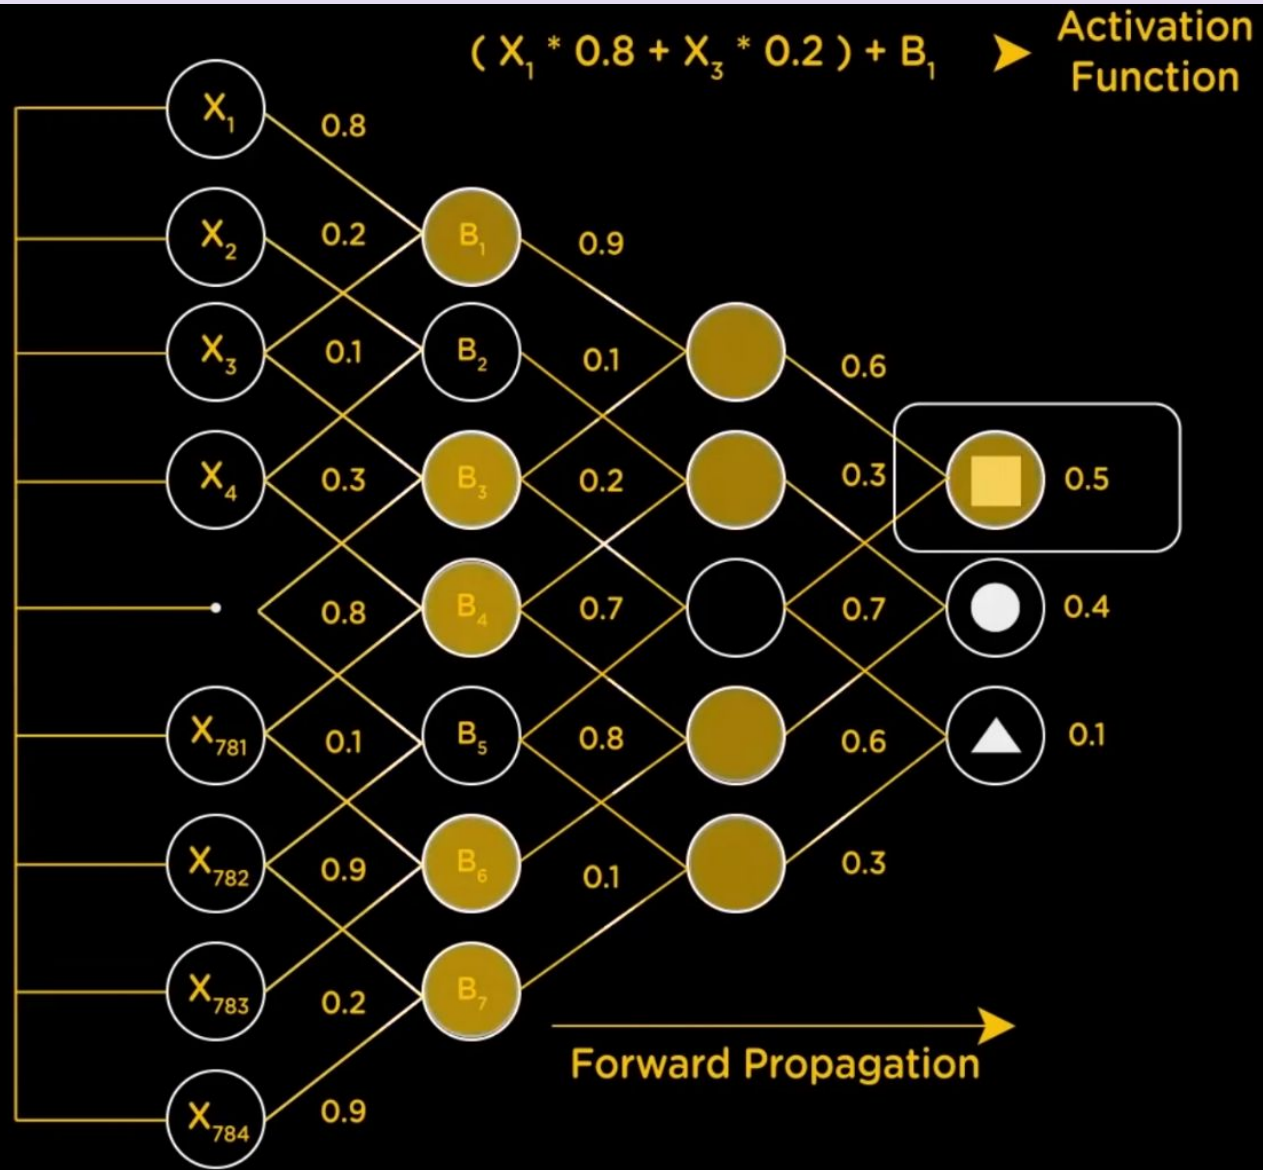 ( X₁ * 0.8 + X₃ * 0.2 ) + B₁
Activation
Function
X₁
X₂
X₃
X₄
X₇₈₁
X₇₈₂
X₇₈₃
X₇₈₄
0.8
0.2
0.1
0.3
0.8
0.1
0.9
0.2
0.9
B₁
B₂
B₃
B₄
B₅
B₆
B₇
0.9
0.1
0.2
0.7
0.8
0.1
0.6
0.3
0.7
0.6
0.3
0.5
0.4
0.1
Forward Propagation